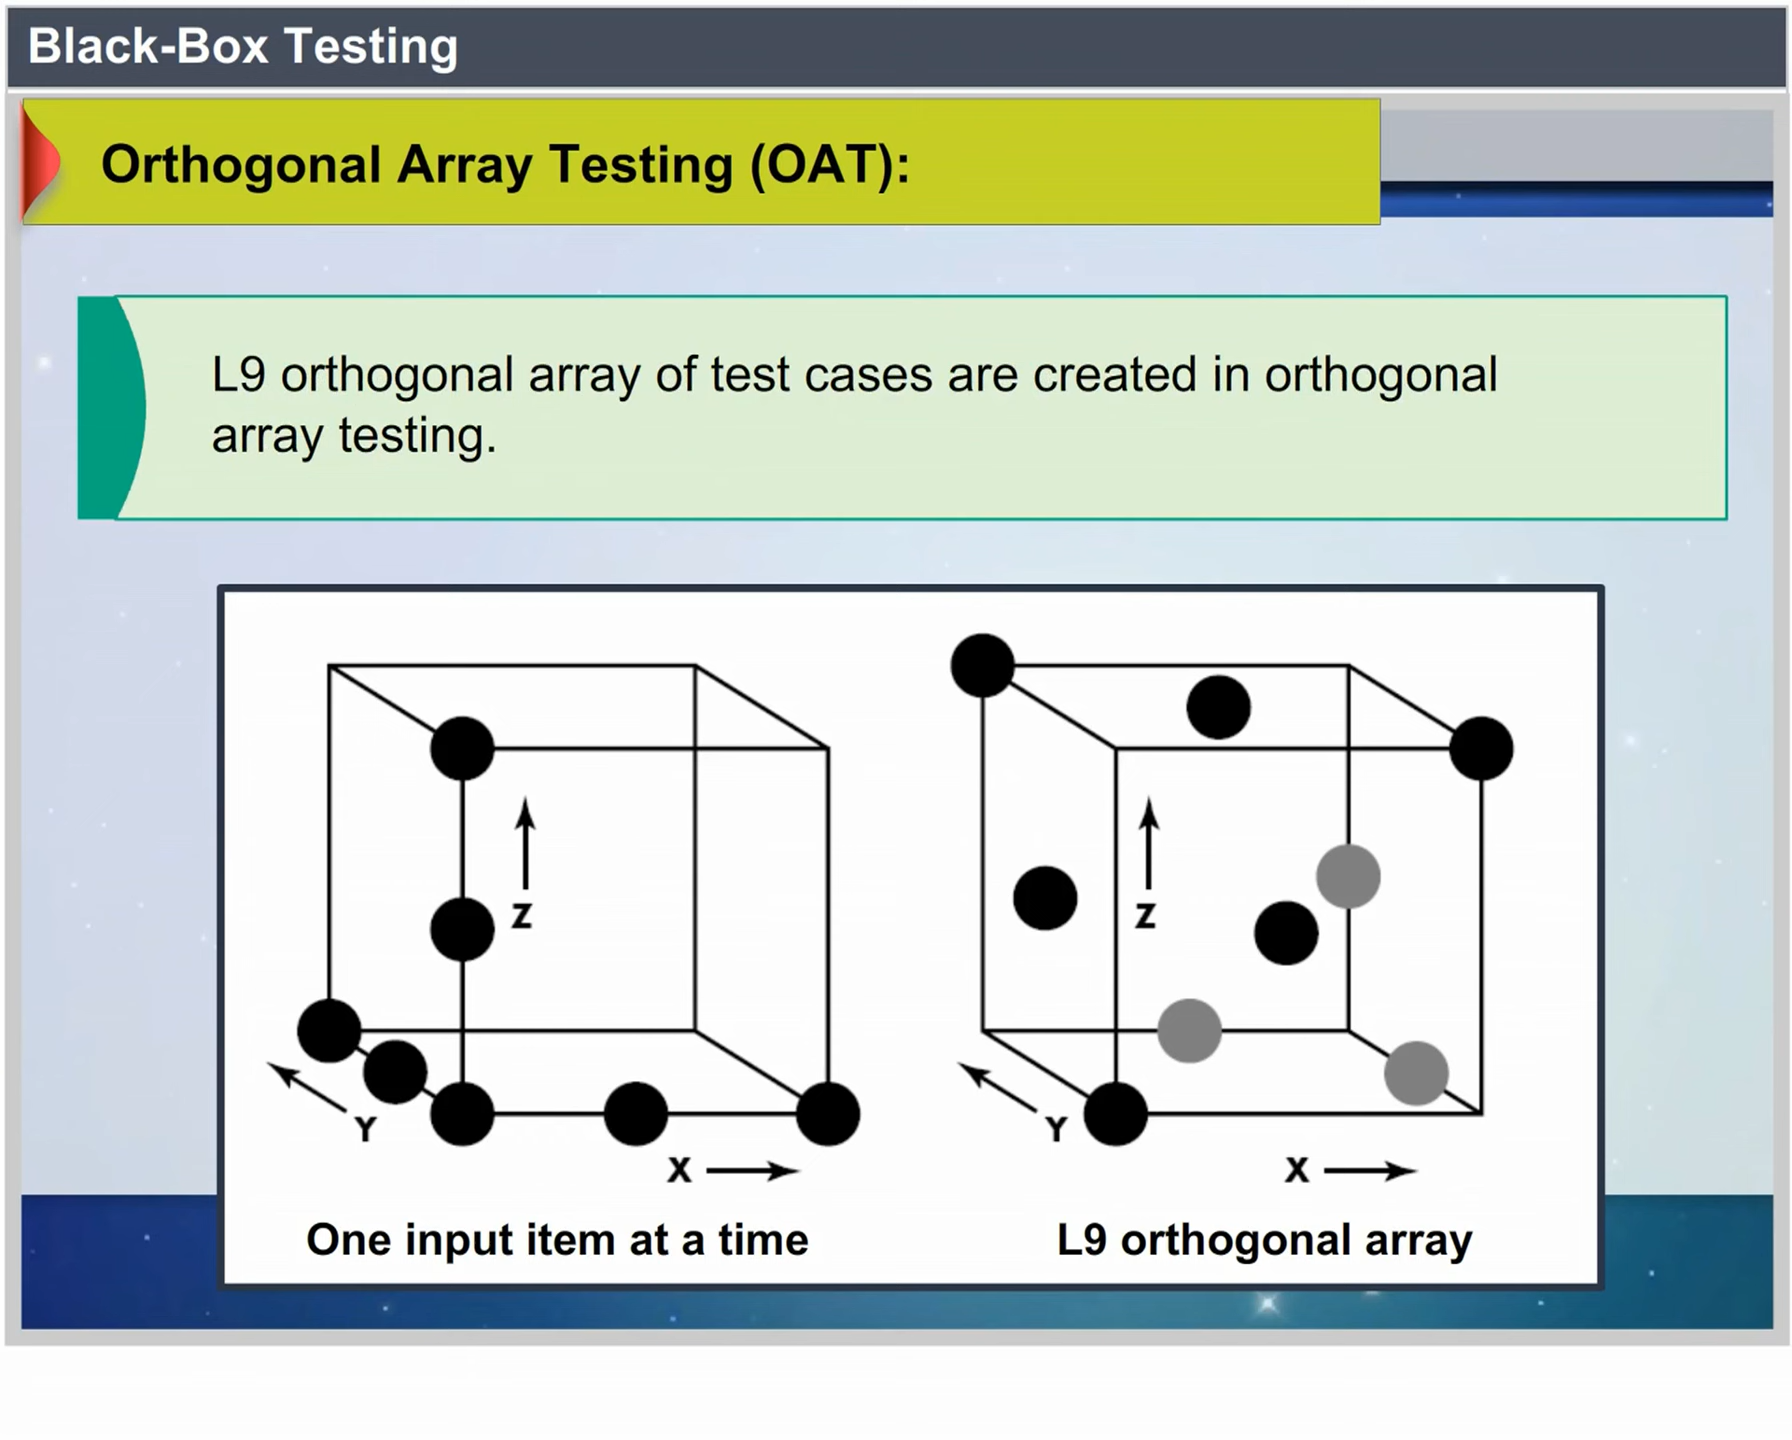 Black-Box Testing
Orthogonal Array Testing (OAT):
L9 orthogonal array of test cases are created in orthogonal
array testing.
Z
Y
X
One input item at a time
Z
Y
X
L9 orthogonal array